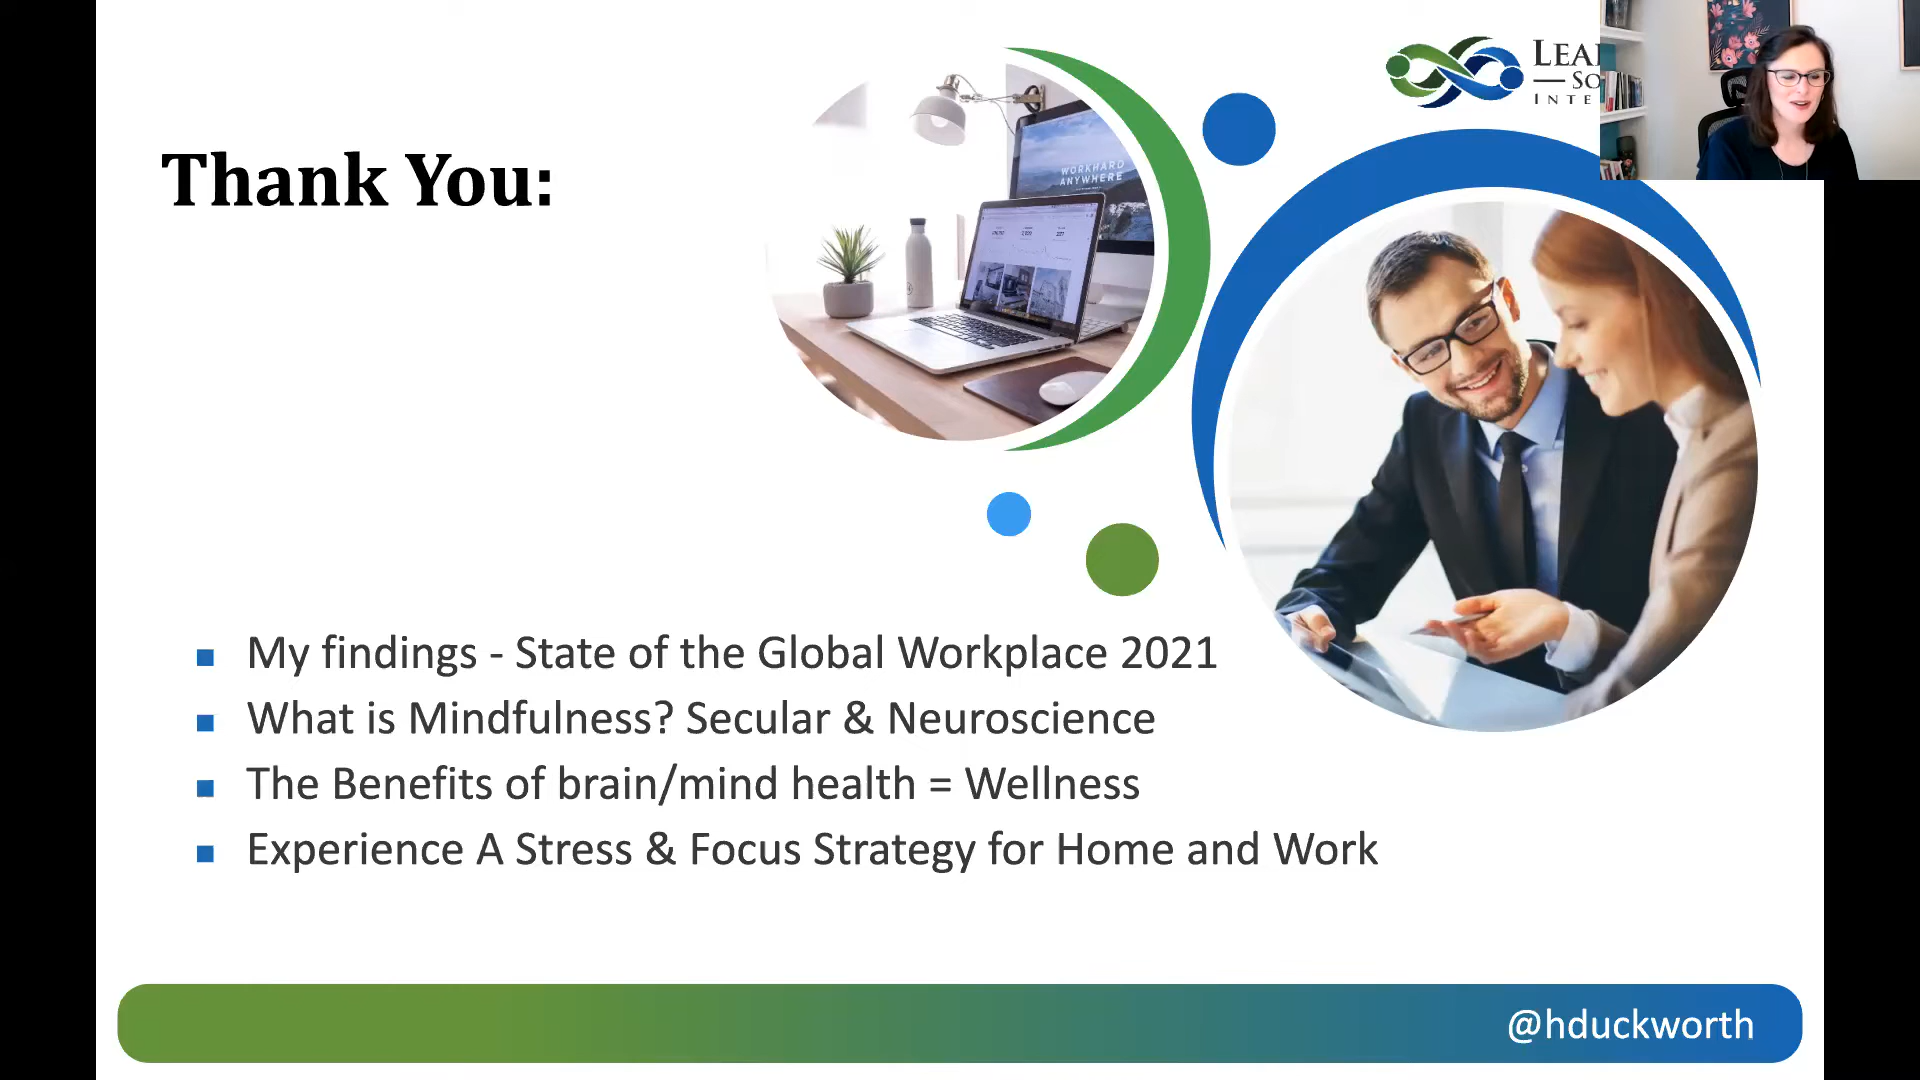 Thank You:
WORKHARD
ANYWHERE
My findings - State of the Global Workplace 2021
What is Mindfulness? Secular & Neuroscience
The Benefits of brain/mind health = Wellness
Experience A Stress & Focus Strategy for Home and Work
@hduckworth